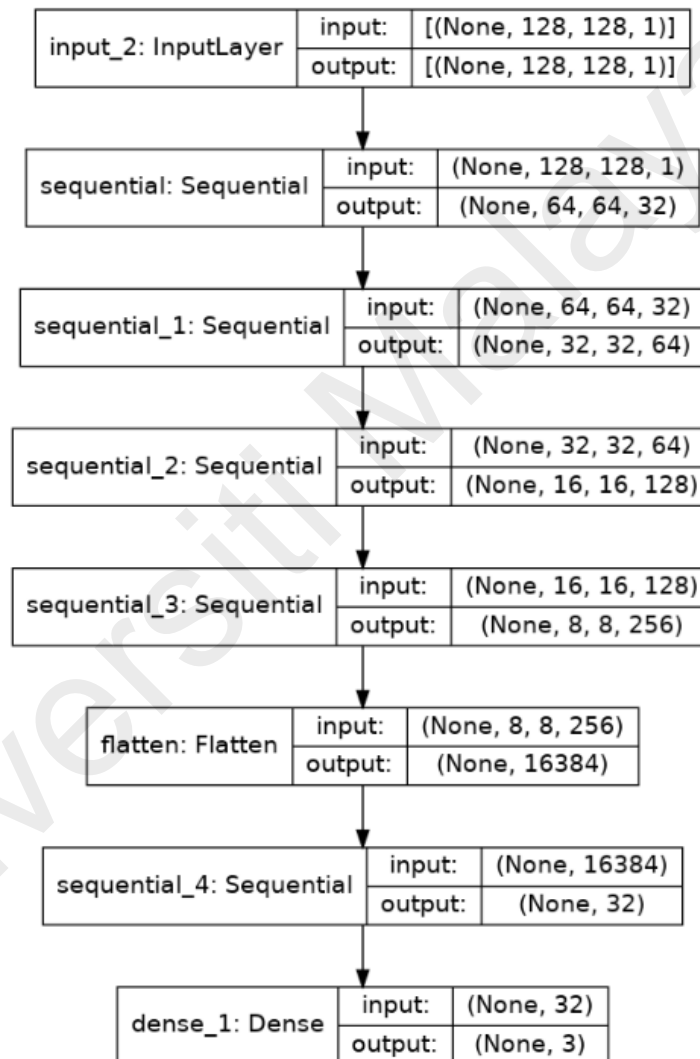 input_2: InputLayer
input: [(None, 128, 128, 1)]
output: [(None, 128, 128, 1)]
sequential: Sequential
input: (None, 128, 128, 1)
output: (None, 64, 64, 32)
sequential_1: Sequential
input: (None, 64, 64, 32)
output: (None, 32, 32, 64)
sequential_2: Sequential
input: (None, 32, 32, 64)
output: (None, 16, 16, 128)
sequential_3: Sequential
input: (None, 16, 16, 128)
output: (None, 8, 8, 256)
flatten: Flatten
input: (None, 8, 8, 256)
output: (None, 16384)
sequential_4: Sequential
input: (None, 16384)
output: (None, 32)
dense_1: Dense
input: (None, 32)
output: (None, 3)
versiti Malaya